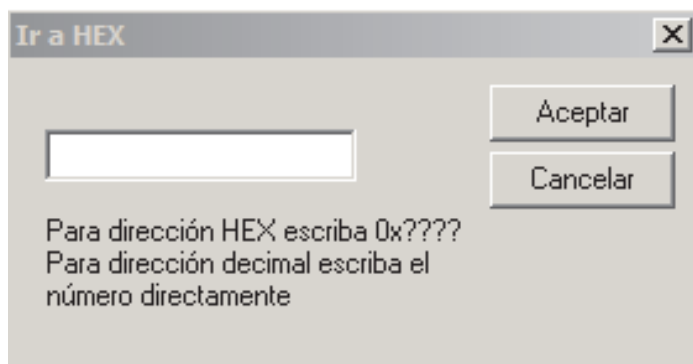 Ir a HEX
Aceptar
Cancelar
Para dirección HEX escriba 0x????
Para dirección decimal escriba el
número directamente